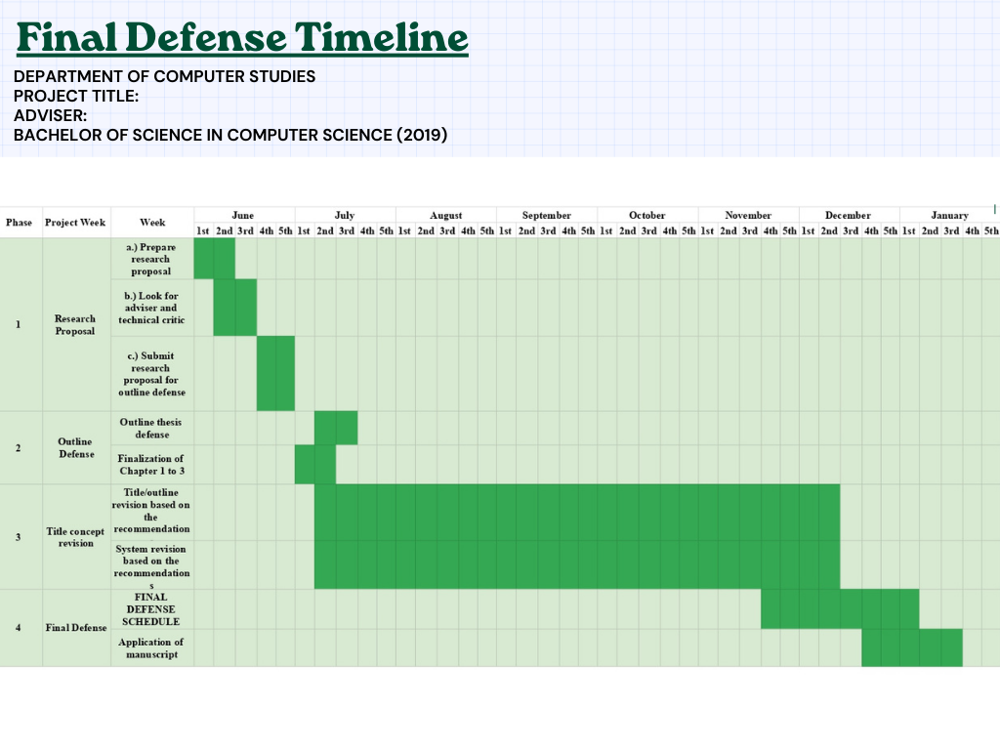 Final Defense Timeline
DEPARTMENT OF COMPUTER STUDIES
PROJECT TITLE:
ADVISER:
BACHELOR OF SCIENCE IN COMPUTER SCIENCE (2019)
Phase Project Week Week June July August September October November December January
1st 2nd 3rd 4th 5th 1st 2nd 3rd 4th 5th 1st 2nd 3rd 4th 5th 1st 2nd 3rd 4th 5th 1st 2nd 3rd 4th 5th 1st 2nd 3rd 4th 5th 1st 2nd 3rd 4th 5th 1st 2nd 3rd 4th 5th
1
Research
Proposal
a.) Prepare
research
proposal
b.) Look for
adviser and
technical critic
c.) Submit
research
proposal for
outline defense
2
Outline
Defense
Outline thesis
defense
Finalization of
Chapter 1 to 3
3
Title concept
revision
Title/outline
revision based on
the
recommendation
System revision
based on the
recommendation
s
4
Final Defense
FINAL
DEFENSE
SCHEDULE
Application of
manuscript